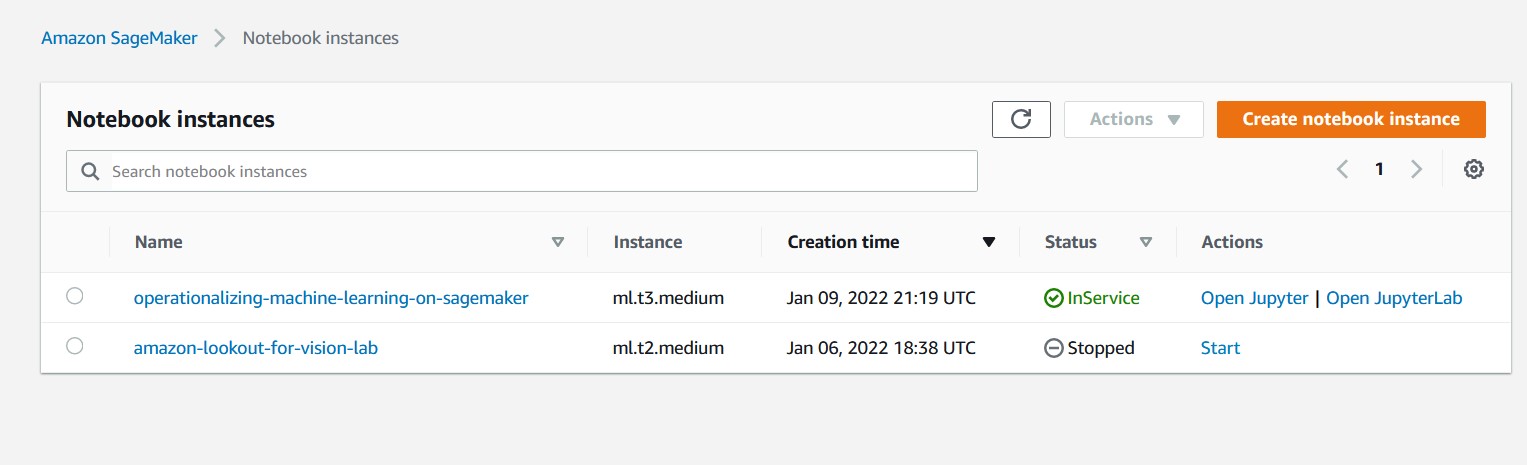 Amazon SageMaker > Notebook instances
Notebook instances
Actions Create notebook instance
Search notebook instances
1
Name Instance Creation time Status Actions
operationalizing-machine-learning-on-sagemaker ml.t3.medium Jan 09, 2022 21:19 UTC InService Open Jupyter | Open JupyterLab
amazon-lookout-for-vision-lab ml.t2.medium Jan 06, 2022 18:38 UTC Stopped Start